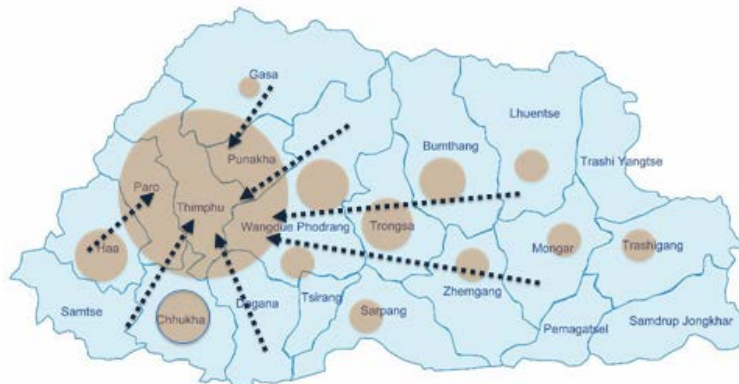 Gasa
Lhuentse
Bumthang
Punakha
Trashi Yangtse
Paro
Thimphu
Wangdue Phodrang
Trongsa
Haa
Mongar
Trashigang
Zhemgang
Dagana
Tsirang
Samtse
Chhukha
Sarpang
Pemagatsel
Samdrup Jongkhar